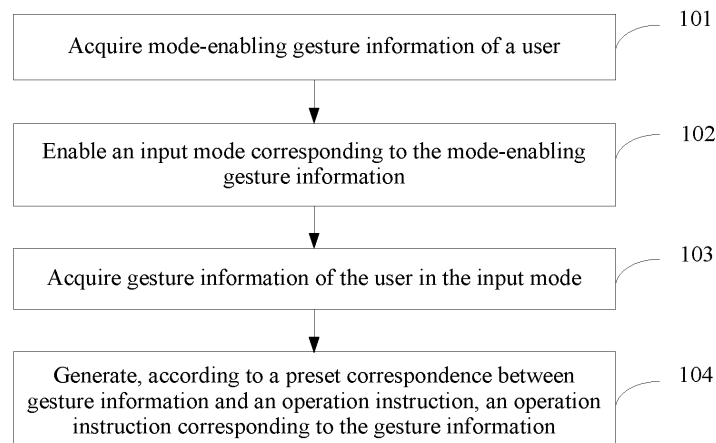 Acquire mode-enabling gesture information of a user
101
Enable an input mode corresponding to the mode-enabling
gesture information
102
Acquire gesture information of the user in the input mode
103
Generate, according to a preset correspondence between
gesture information and an operation instruction, an operation
instruction corresponding to the gesture information
104